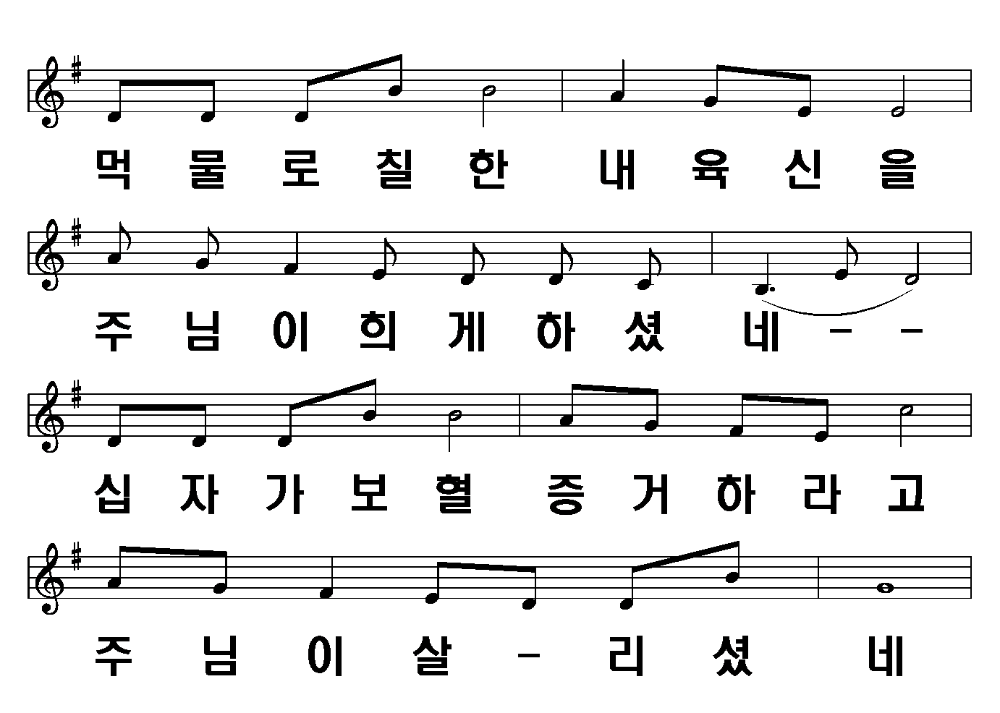 먹 물 로 칠 한 내 육 신 을
주 님 이 희 게 하 셨 네 - -
십 자 가 보 혈 증 거 하 라 고
주 님 이 살 - 리 셨 네